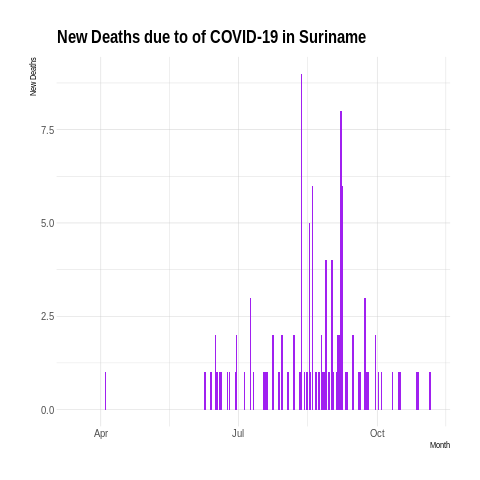 New Deaths due to of COVID-19 in Suriname
New Deaths
7.5
5.0
2.5
0.0
Apr Jul Oct
Month